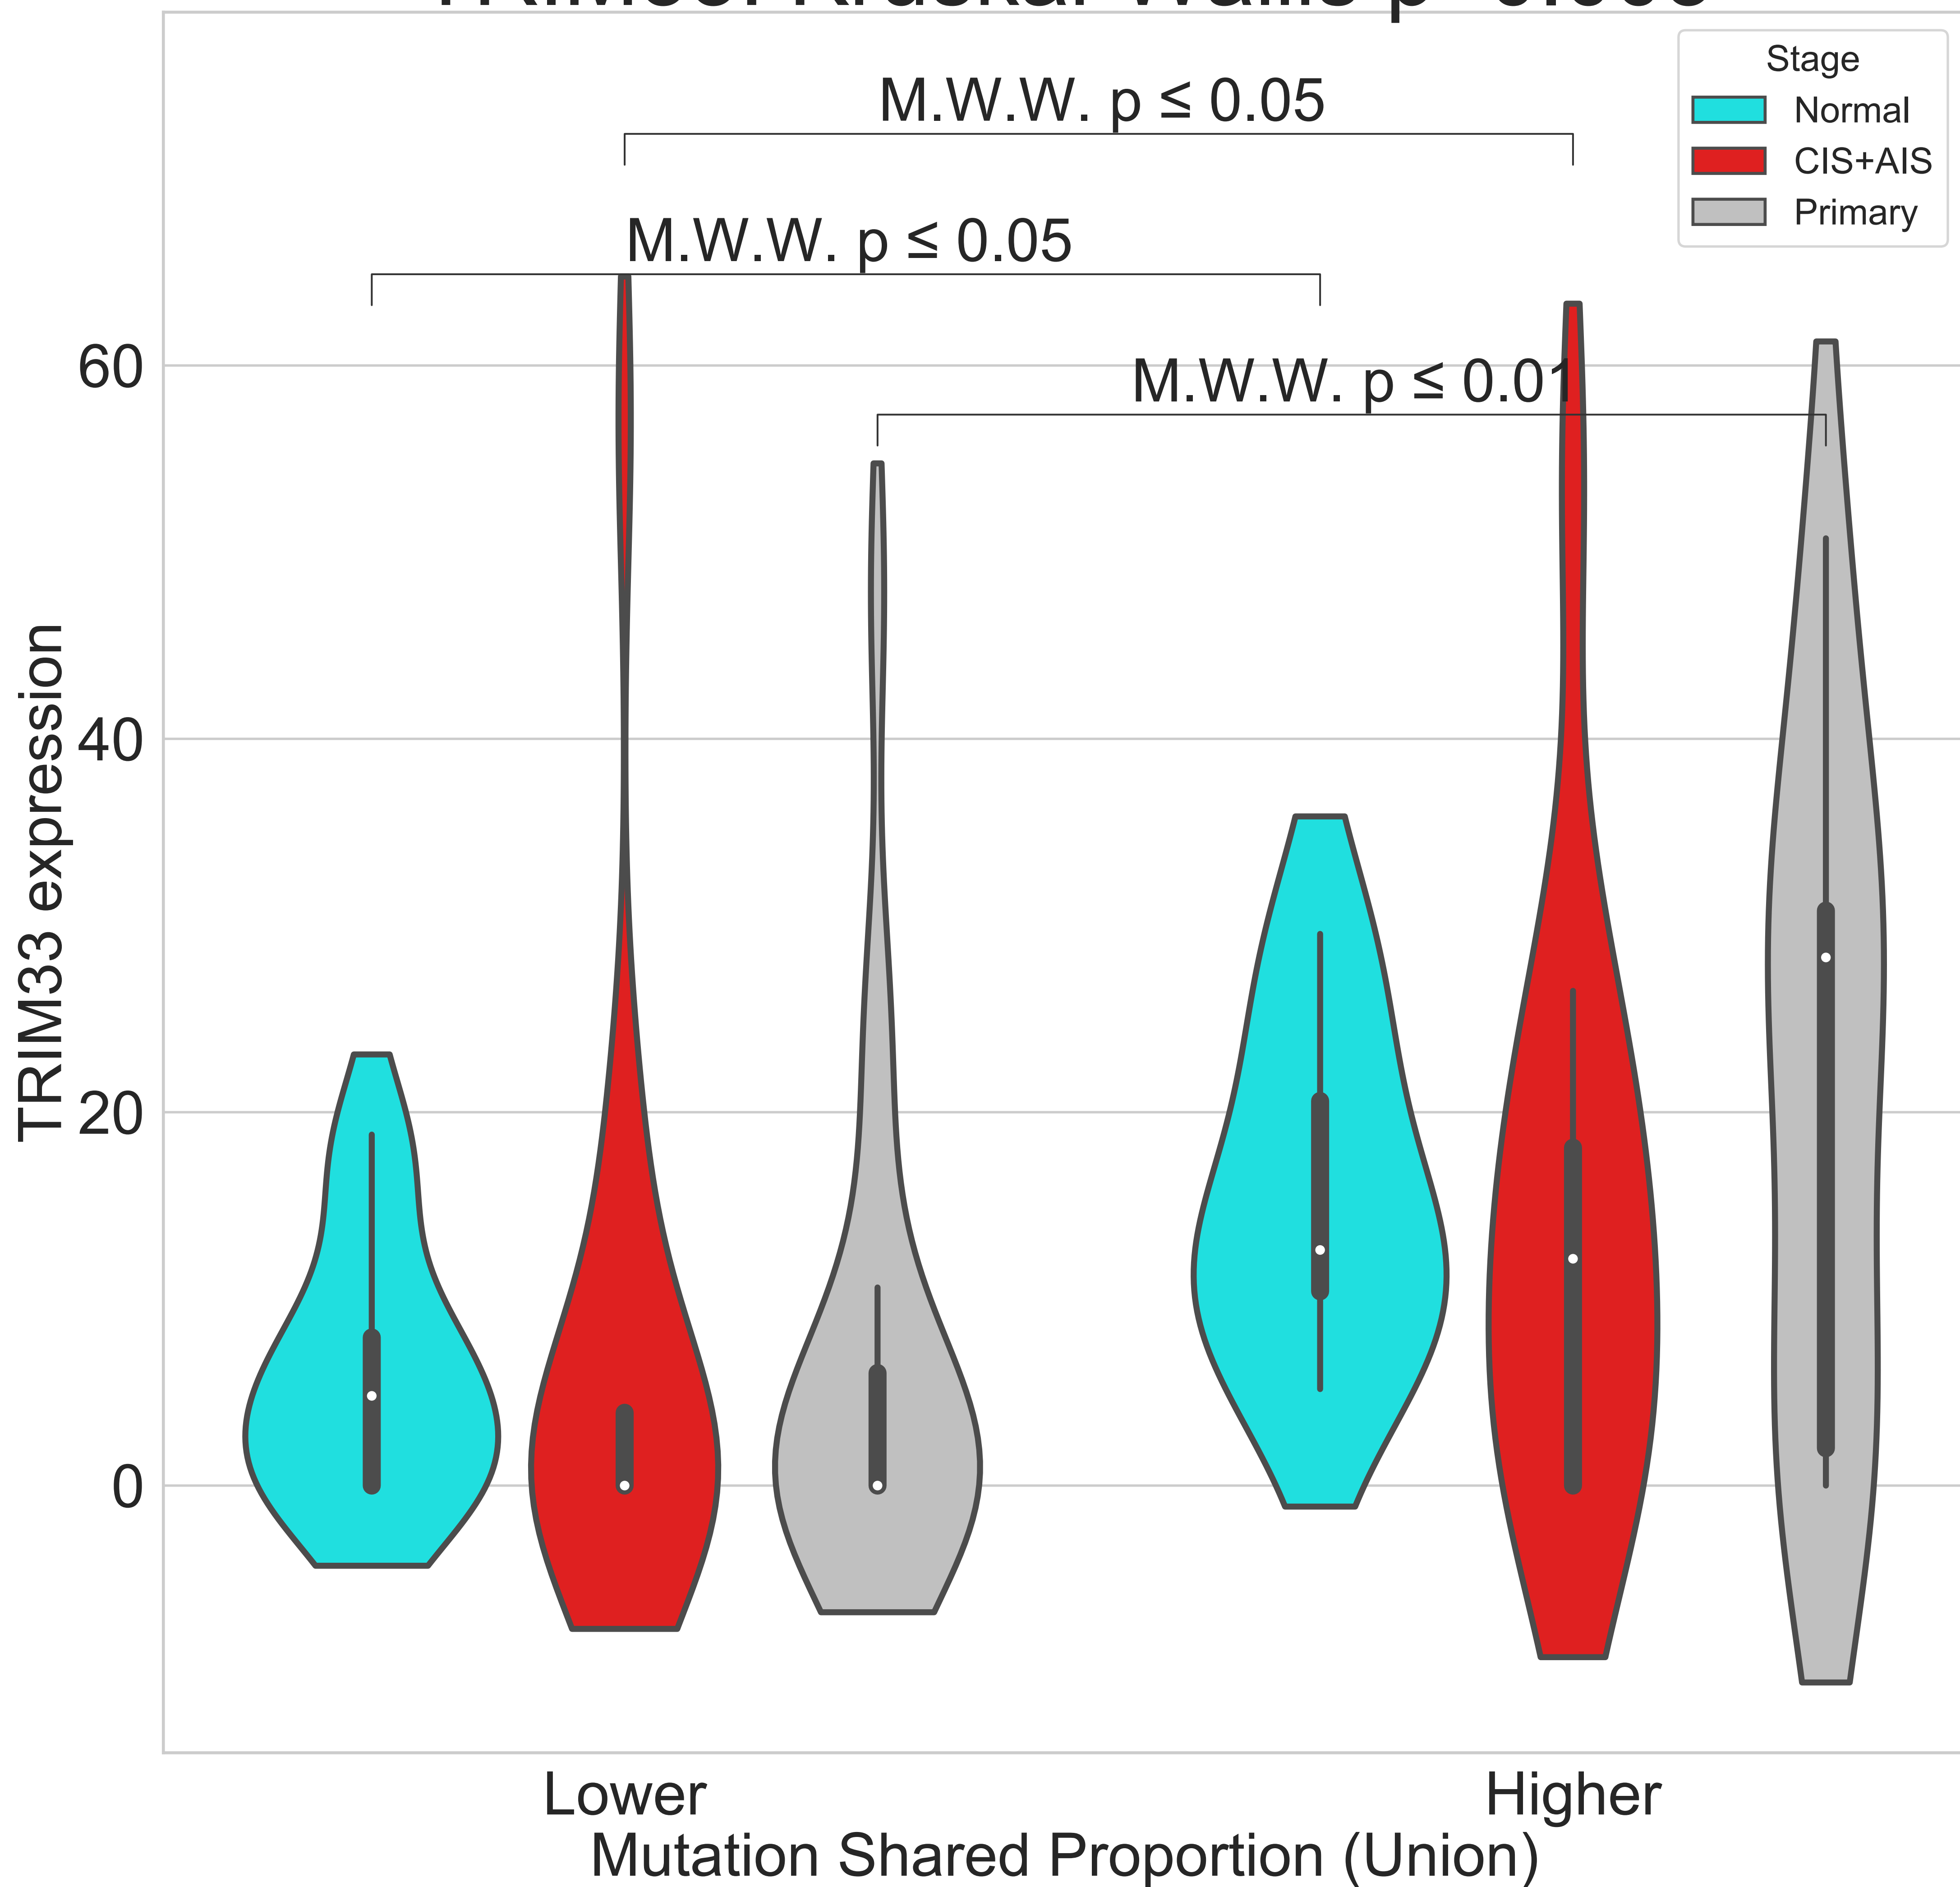 Stage
Normal
CIS+AIS
Primary
M.W.W. p ≤ 0.05
M.W.W. p ≤ 0.05
M.W.W. p ≤ 0.01
60
40
20
0
TRIM33 expression
Lower
Higher
Mutation Shared Proportion (Union)